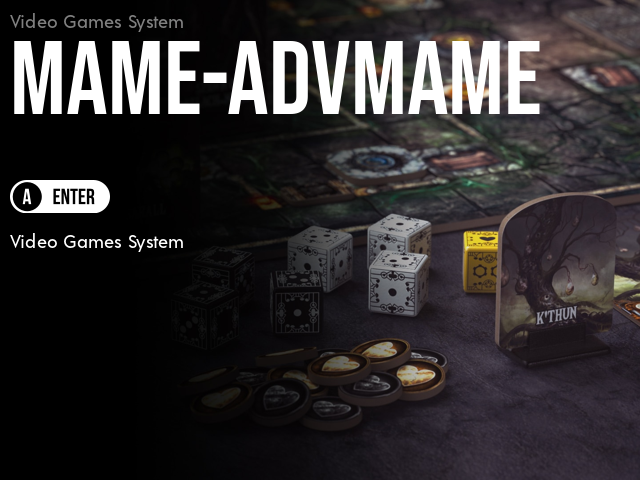 Video Games System
MAME-ADVMAME
A ENTER
Video Games System
K'THUN